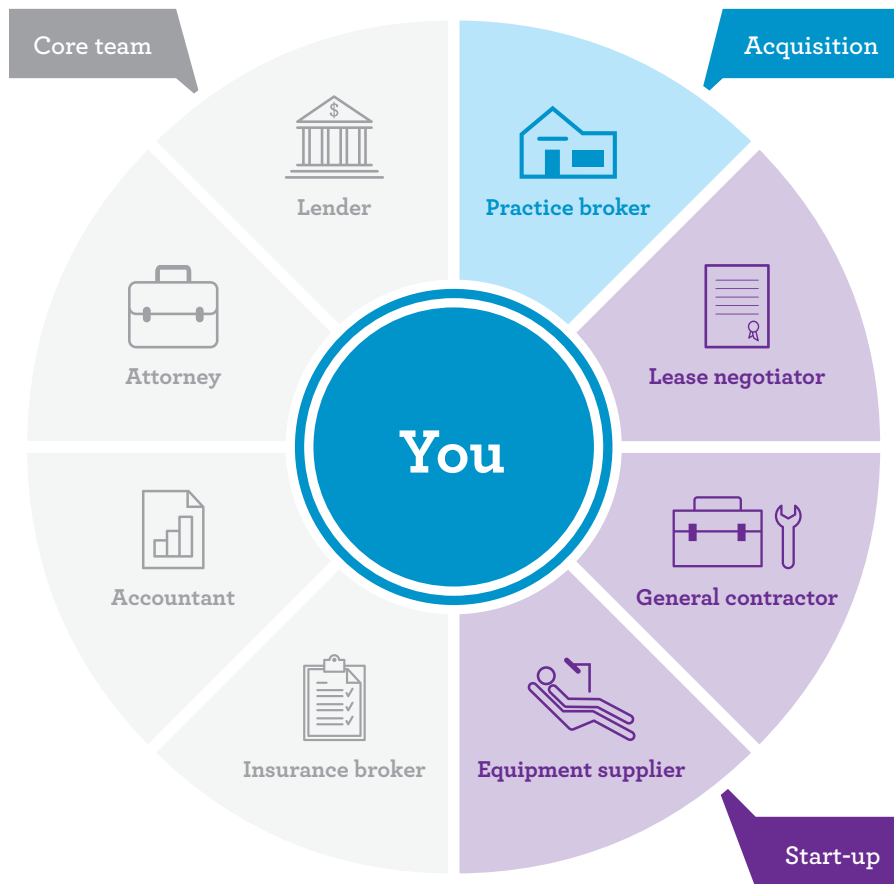 Core team
Acquisition
$
Lender
Practice broker
Attorney
Lease negotiator
You
Accountant
General contractor
Insurance broker
Equipment supplier
Start-up